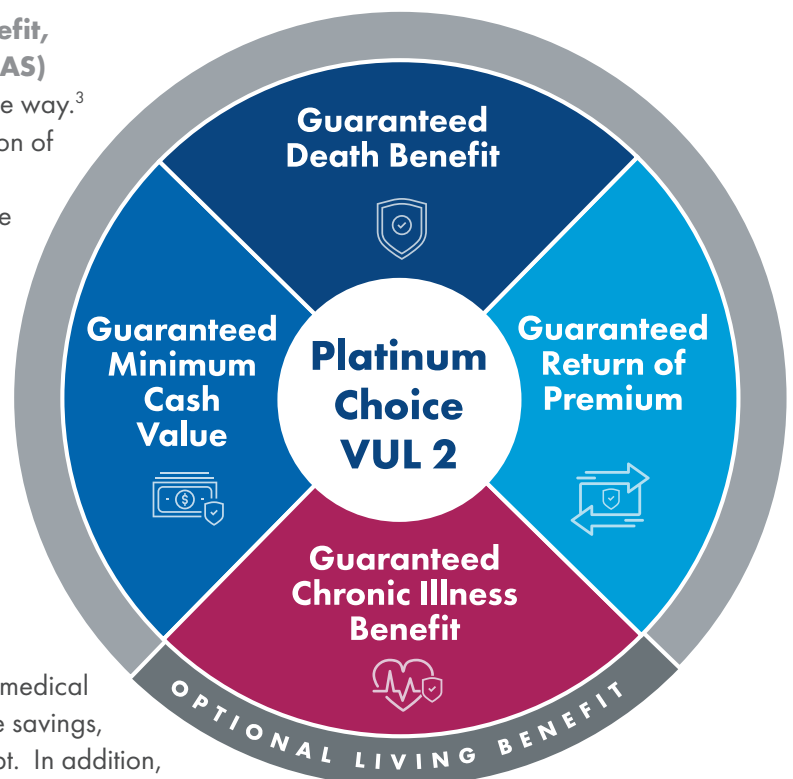 efit,
AS)
e way.³
on of
e
Guaranteed
Death Benefit
Guaranteed
Minimum
Cash
Value
Platinum
Choice
VUL 2
Guaranteed
Return of
Premium
Guaranteed
Chronic Illness
Benefit
OPTIONAL LIVING BENEFIT
medical
e savings,
ot. In addition,